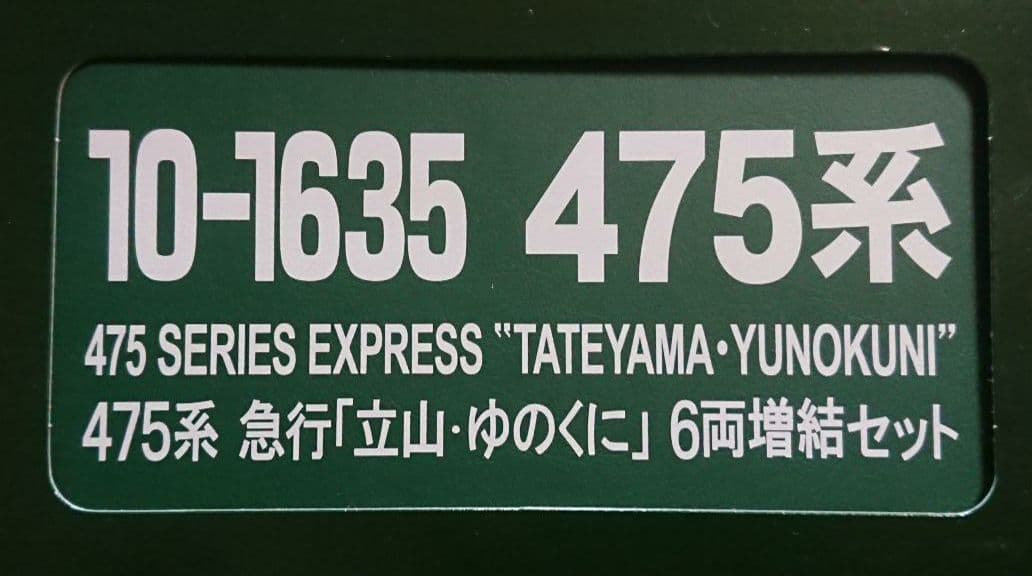 10-1635 475系
475 SERIES EXPRESS “TATEYAMA・YUNOKUNI”
475系 急行「立山・ゆのくに」 6両増結セット